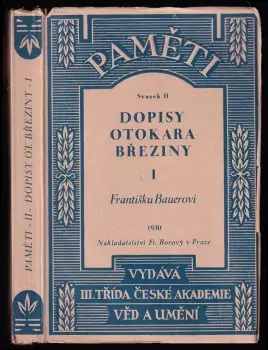 PAMĚTI - II - DOPISY OT. BŘEZINY - I
PAMĚTI
Svazek II
DOPISY
OTOKARA
BŘEZINY
I
Františku Bauerovi
1930
Nakladatelství Fr. Borový v Praze
VYDÁVÁ
III. TŘÍDA ČESKÉ AKADEMIE
VĚD A UMĚNÍ